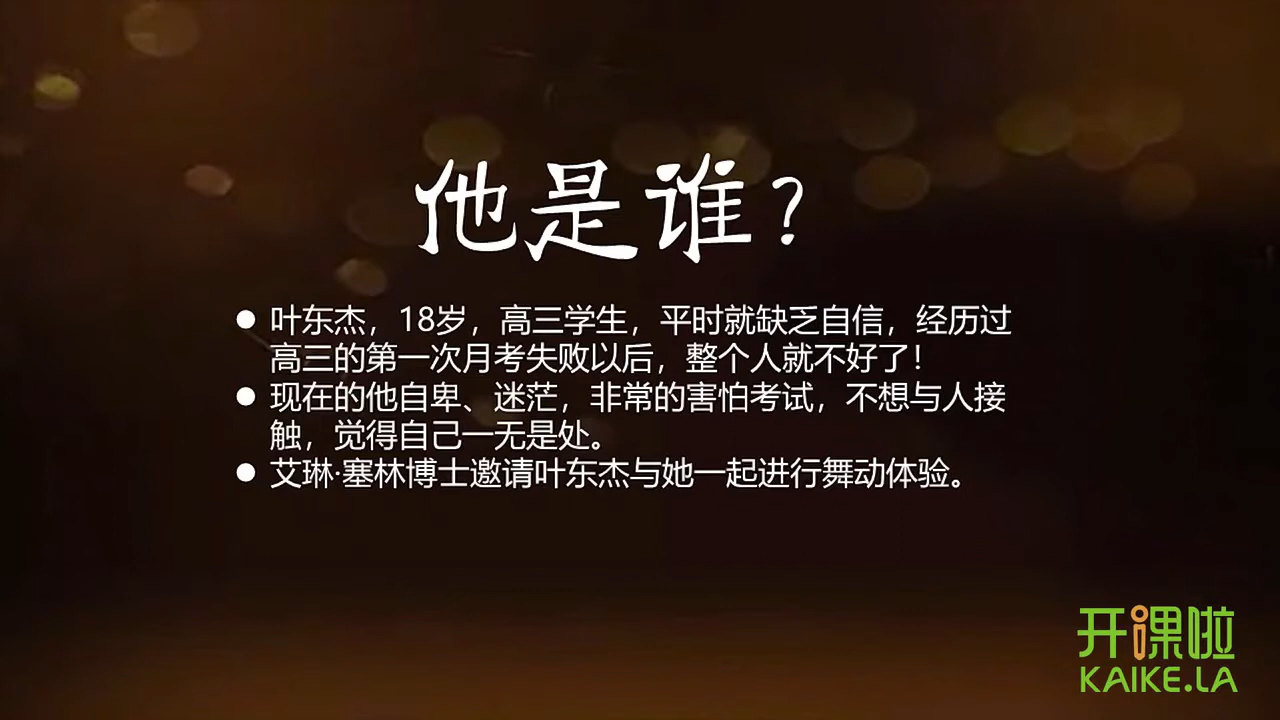 他是谁？
● 叶东杰，18岁，高三学生，平时就缺乏自信，经历过
高三的第一次月考失败以后，整个人就不好了！
● 现在的他自卑、迷茫，非常的害怕考试，不想与人接
触，觉得自己一无是处。
● 艾琳·塞林博士邀请叶东杰与她一起进行舞动体验。
开课啦
KAIKE.LA